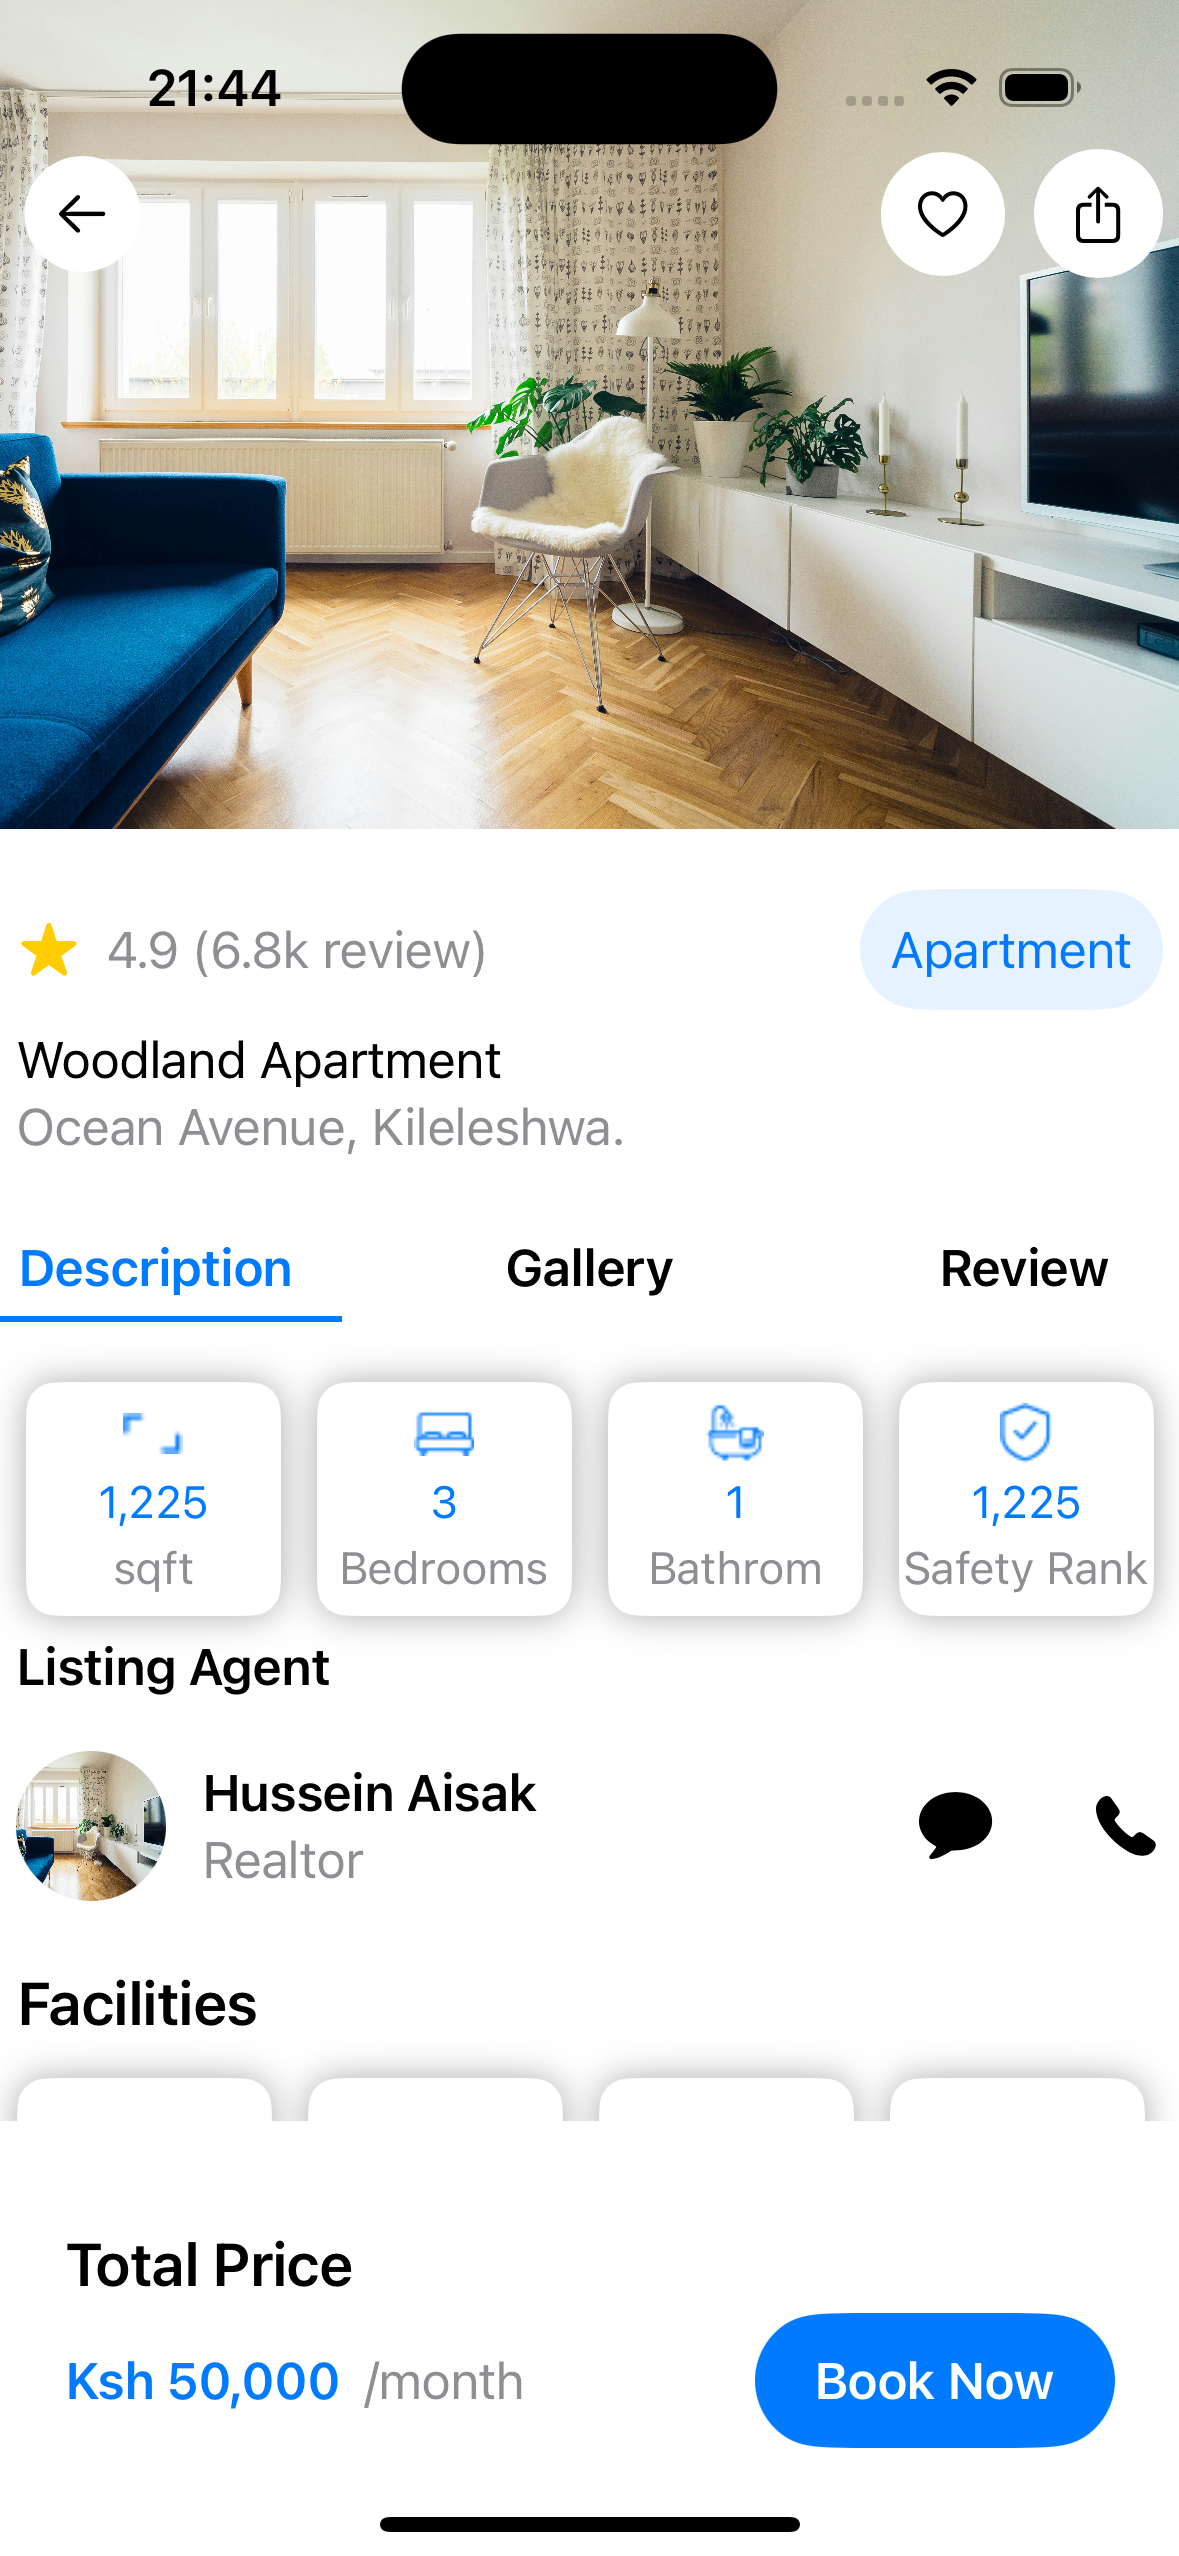 21:44
4.9 (6.8k review)
Apartment
Woodland Apartment
Ocean Avenue, Kileleshwa.
Description Gallery Review
1,225 3 1 1,225
sqft Bedrooms Bathrom Safety Rank
Listing Agent
Hussein Aisak
Realtor
Facilities
Total Price
Ksh 50,000 /month
Book Now